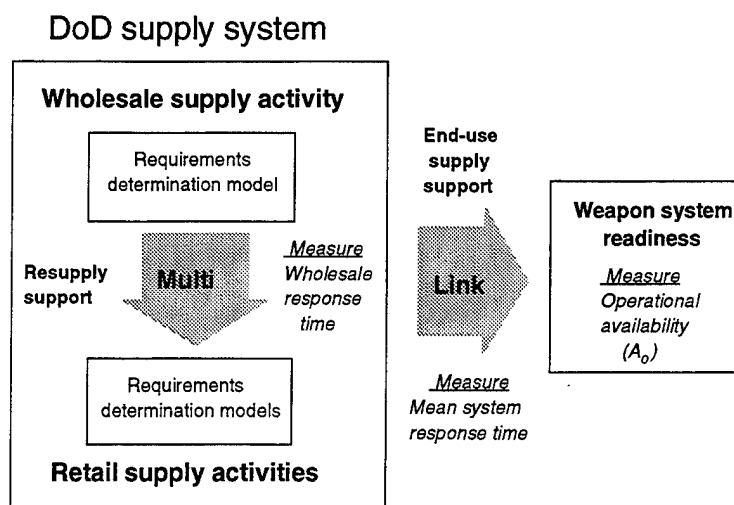 DoD supply system
Wholesale supply activity
Requirements
determination model
Resupply
support
Multi
Measure
Wholesale
response
time
Requirements
determination models
Retail supply activities
End-use
supply
support
Link
Measure
Mean system
response time
Weapon system
readiness
Measure
Operational
availability
(Ao)